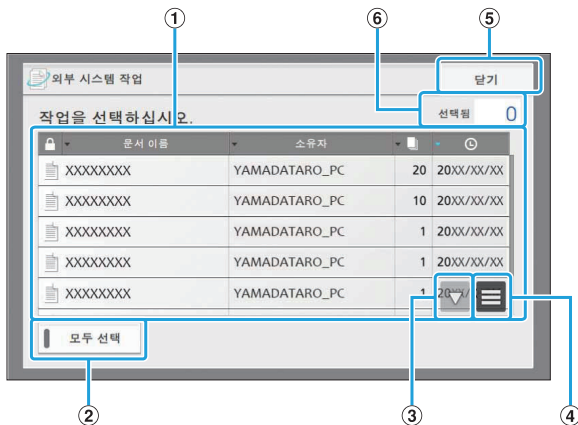 ① ⑥ ⑤
외부 시스템 작업 닫기
작업을 선택하십시오. 선택됨 0
문서 이름 소유자
XXXXXXXX YAMADATARO_PC 20 20XX/XX/XX
XXXXXXXX YAMADATARO_PC 10 20XX/XX/XX
XXXXXXXX YAMADATARO_PC 1 20XX/XX/XX
XXXXXXXX YAMADATARO_PC 1 20XX/XX/XX
XXXXXXXX YAMADATARO_PC 1
모두 선택
② ③ ④